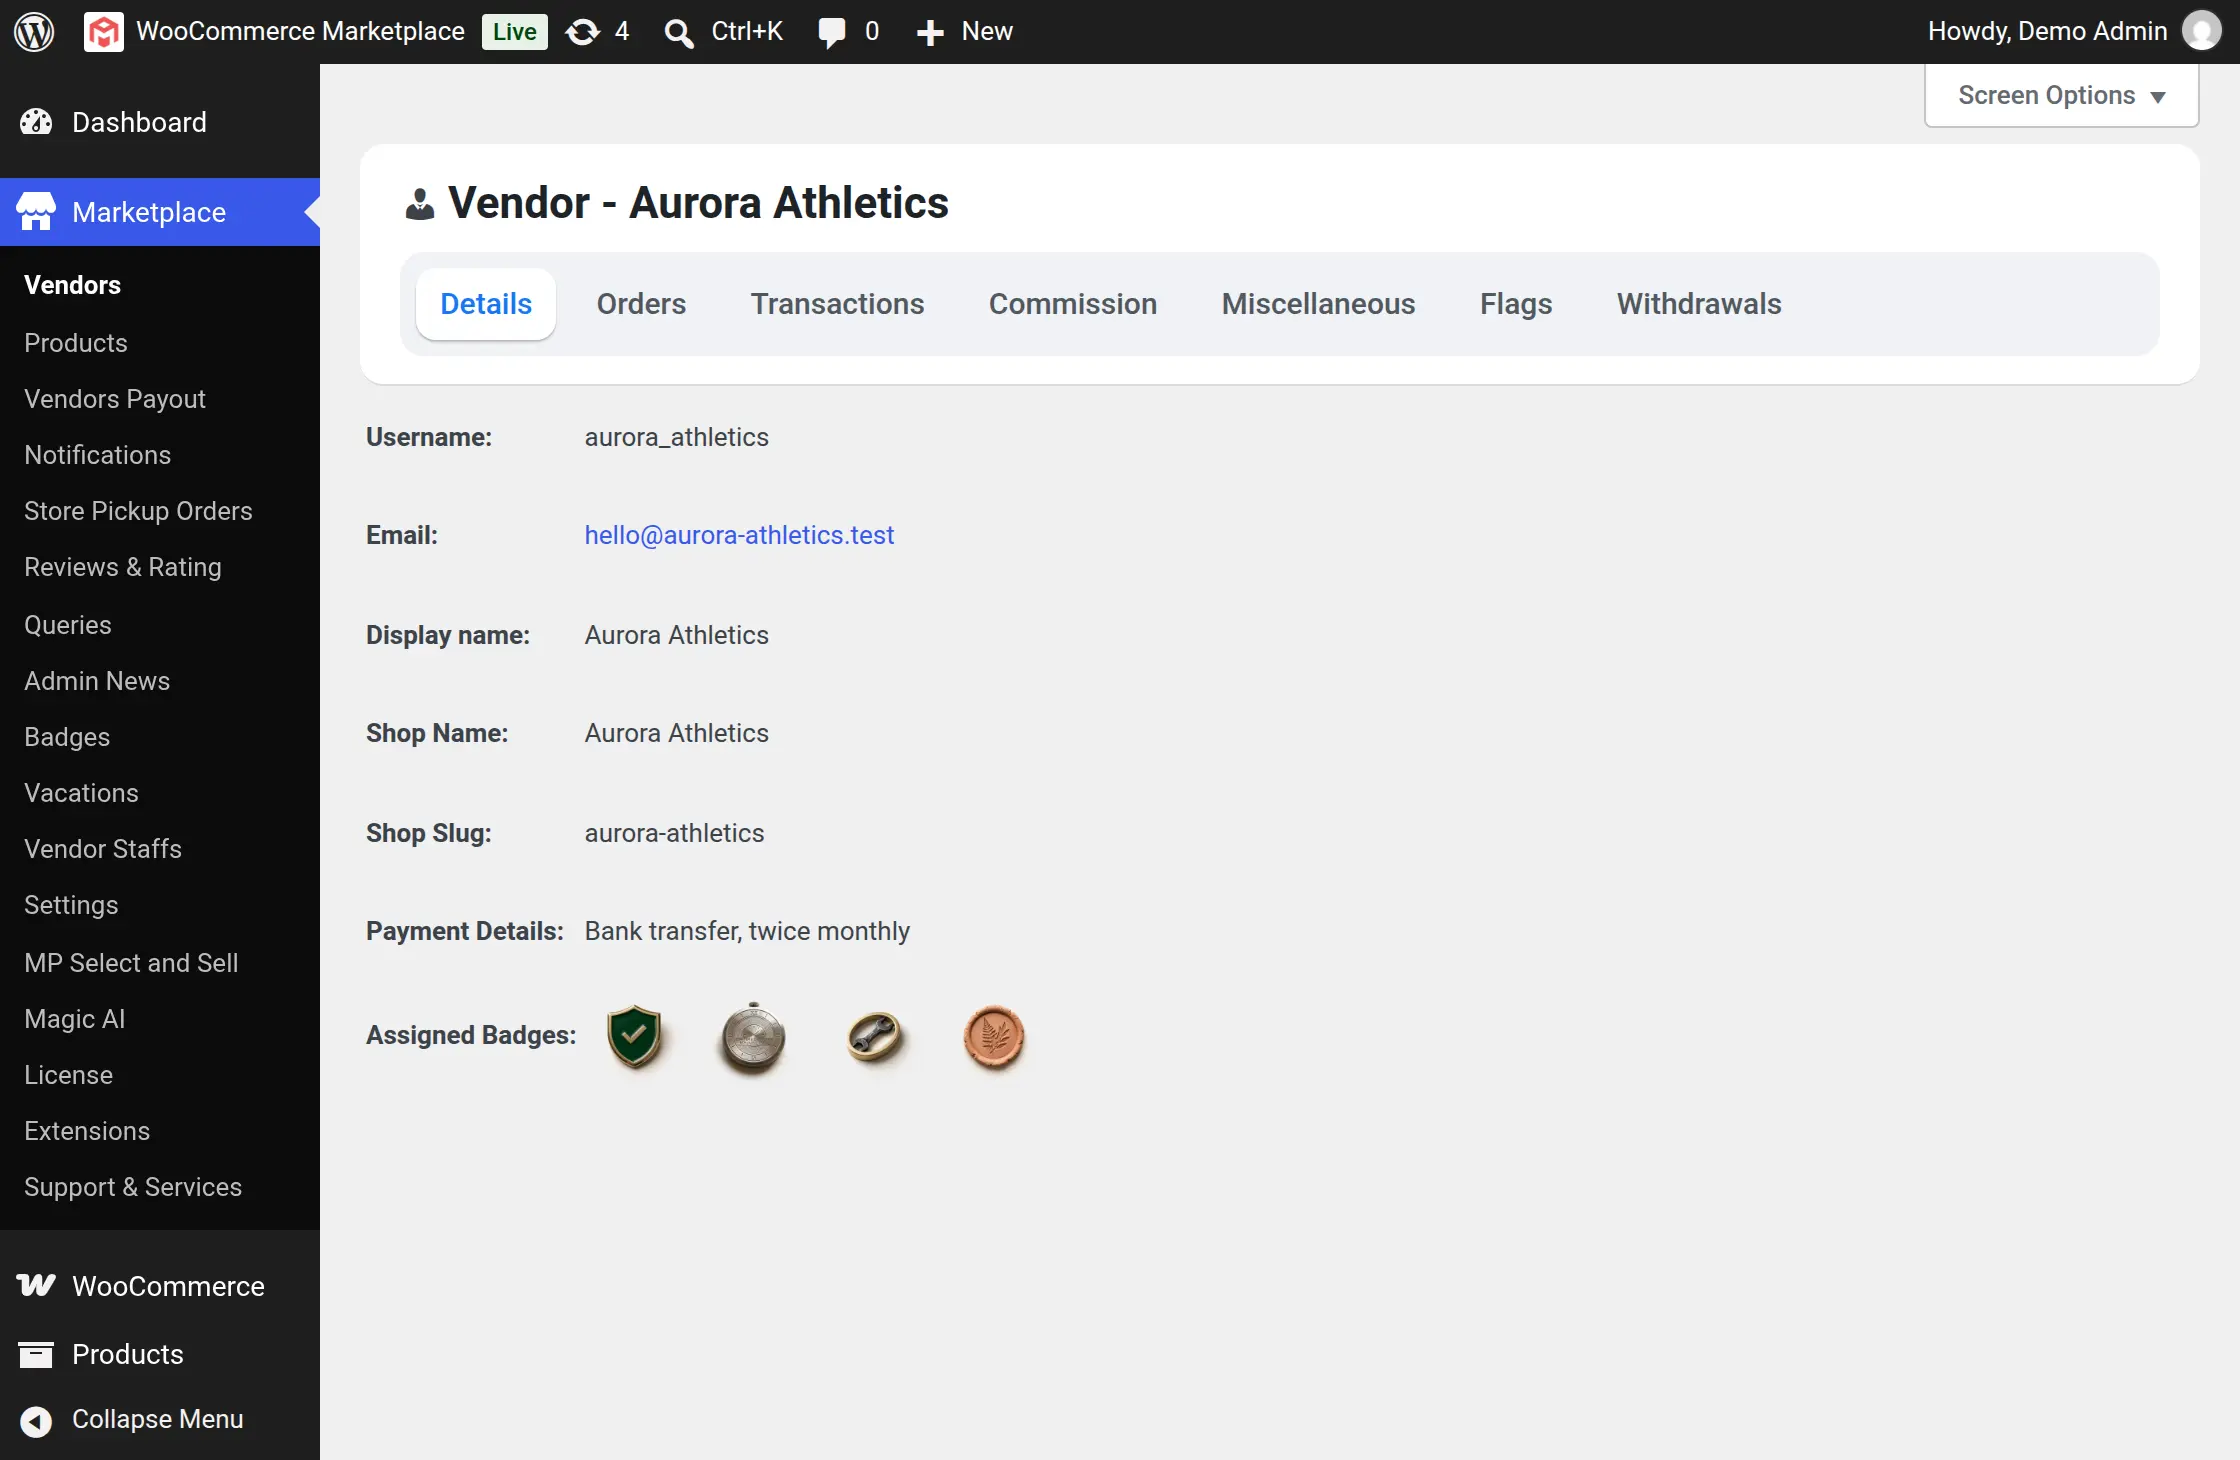 WooCommerce Marketplace Live 4 Ctrl+K 0 New Howdy, Demo Admin
Screen Options
Dashboard
Marketplace
Vendors
Products
Vendors Payout
Notifications
Store Pickup Orders
Reviews & Rating
Queries
Admin News
Badges
Vacations
Vendor Staffs
Settings
MP Select and Sell
Magic AI
License
Extensions
Support & Services
WooCommerce
Products
Collapse Menu
Vendor - Aurora Athletics
Details Orders Transactions Commission Miscellaneous Flags Withdrawals
Username: aurora_athletics
Email: hello@aurora-athletics.test
Display name: Aurora Athletics
Shop Name: Aurora Athletics
Shop Slug: aurora-athletics
Payment Details: Bank transfer, twice monthly
Assigned Badges: